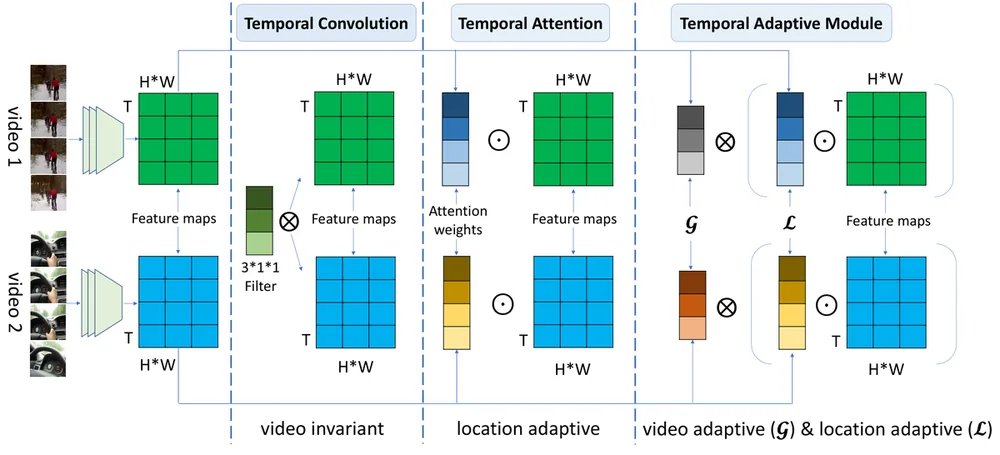 Temporal Convolution
Temporal Attention
Temporal Adaptive Module
video 1
H*W
T
H*W
T
H*W
T
H*W
T
Feature maps
Feature maps
Attention
weights
Feature maps
𝓖
𝓛
Feature maps
3*1*1
Filter
video 2
T
H*W
T
H*W
T
H*W
T
H*W
video invariant
location adaptive
video adaptive (𝓖) & location adaptive (𝓛)